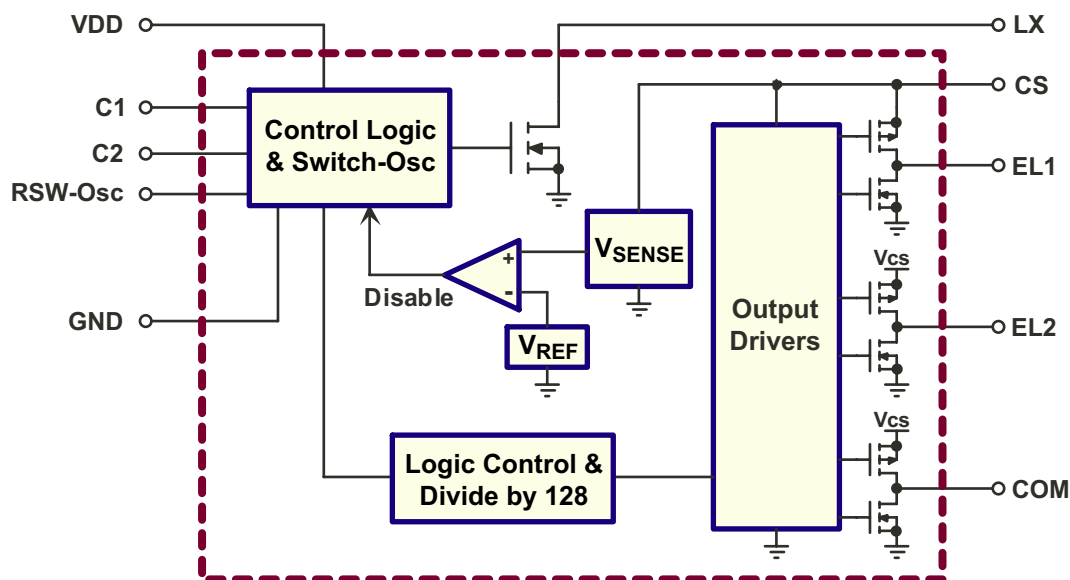 VDD
LX
CS
C1
C2
RSW-Osc
GND
Control Logic
& Switch-Osc
EL1
VSENSE
+
-
Disable
VREF
Output
Drivers
Vcs
EL2
Vcs
Logic Control &
Divide by 128
COM